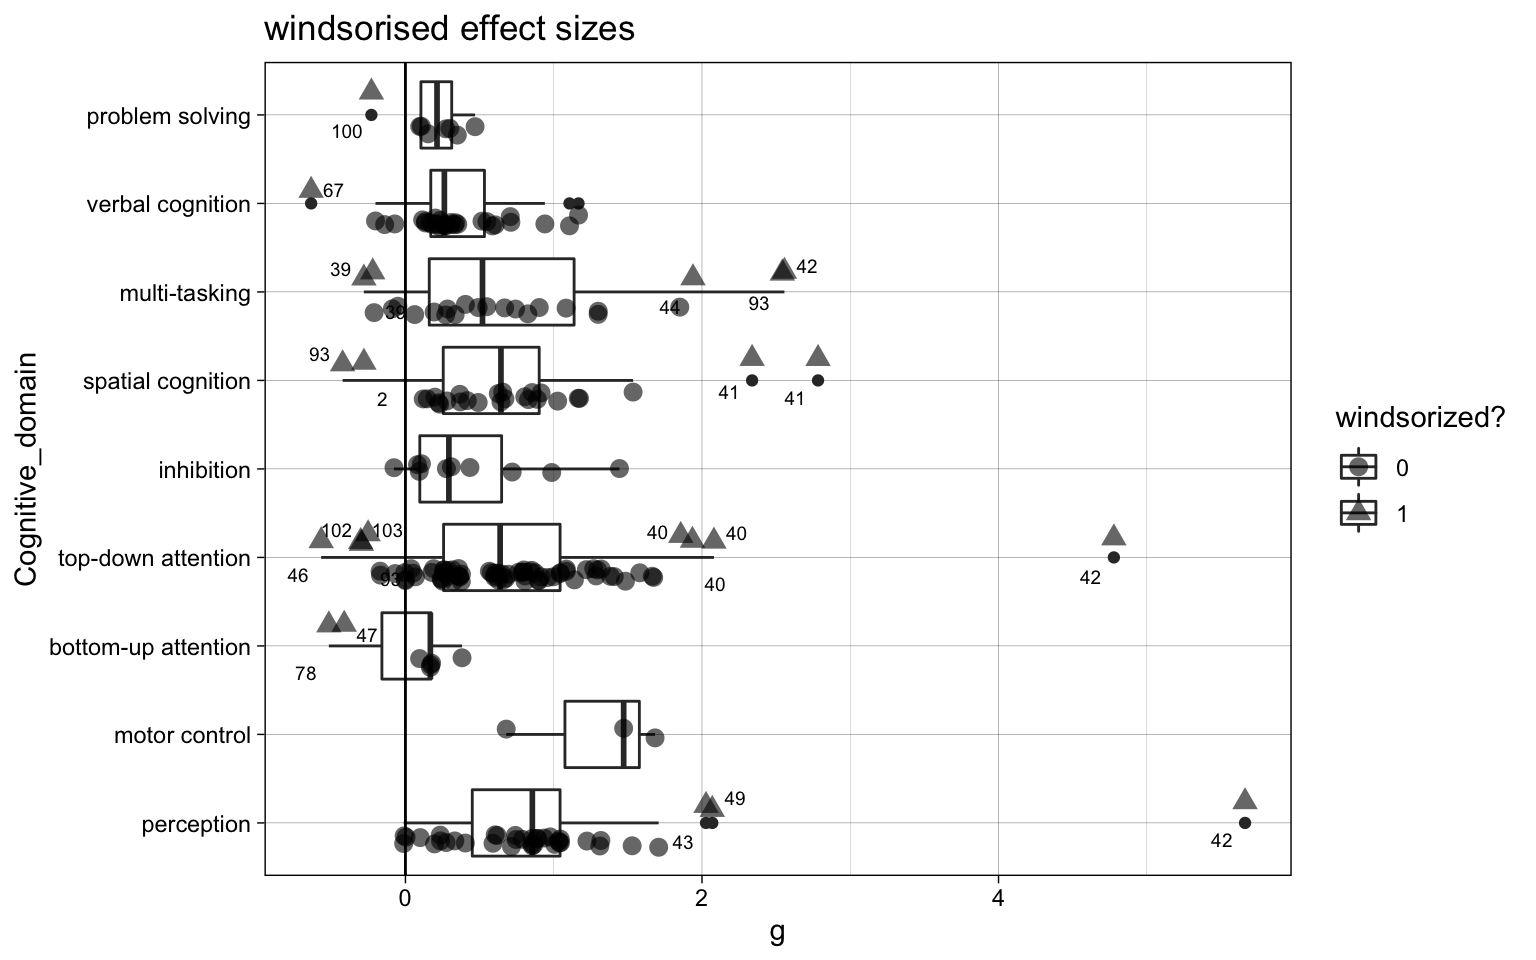 windsorised effect sizes
problem solving
100
verbal cognition
67
multi-tasking
39
42
39
44
93
spatial cognition
93
2
41
41
inhibition
top-down attention
102
103
40
40
46
93
40
42
bottom-up attention
47
78
motor control
perception
49
43
42
0
2
4
g
Cognitive_domain
windsorized?
0
1